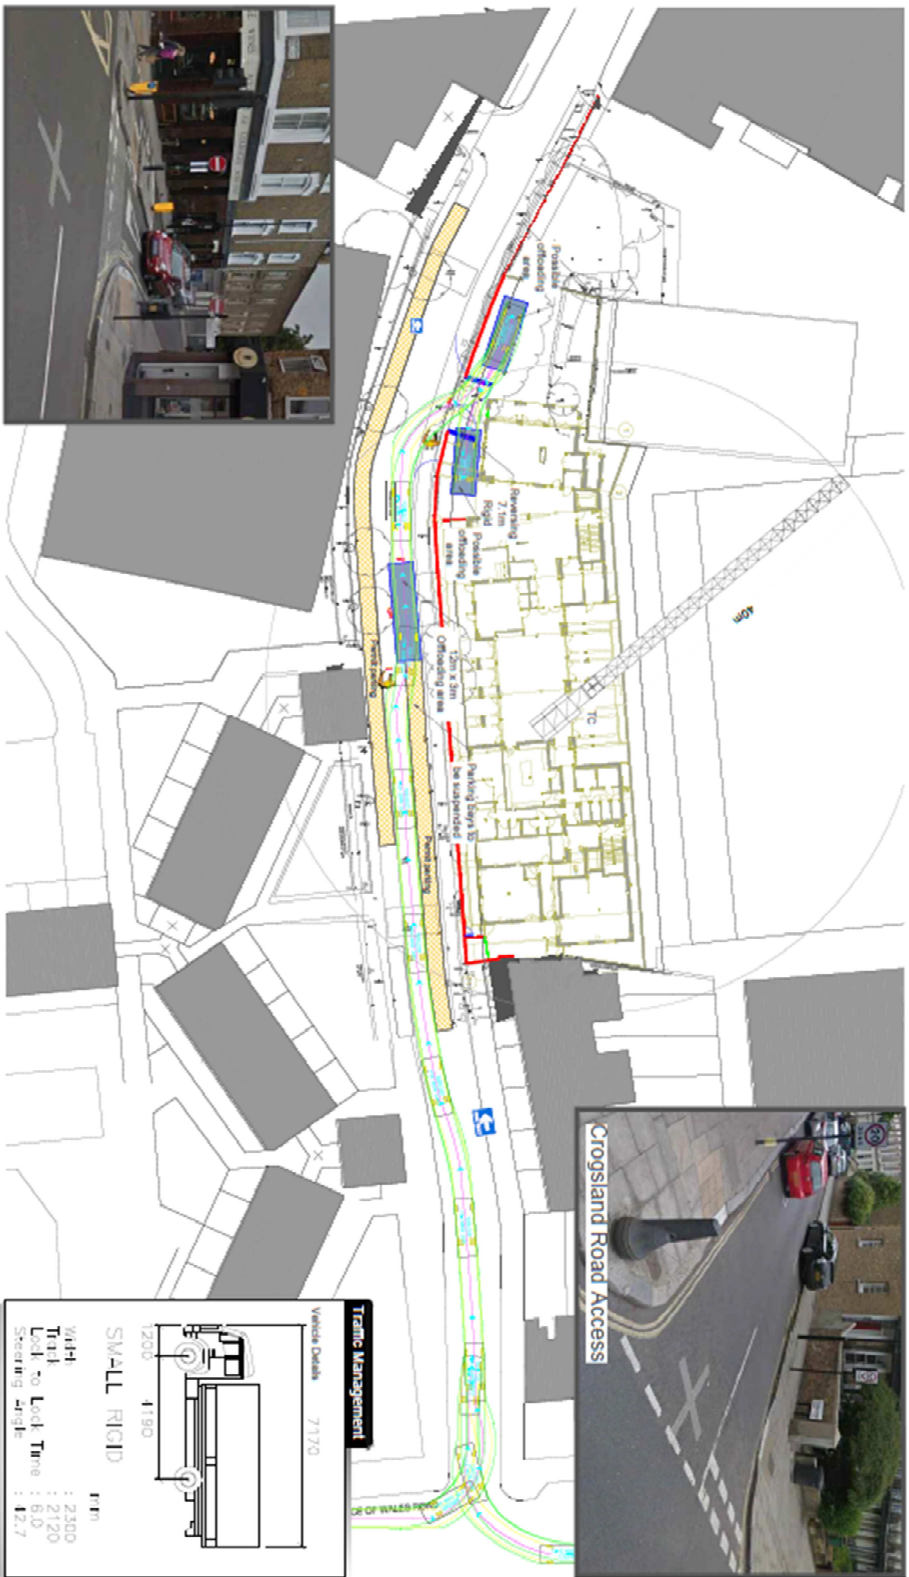 Possible
offloading
area
Reversing
7.1m
Rigid
Possible
offloading
area
12m x 3m
Offloading area
Parking bays to
be suspended
Permit parking
Permit parking
40m
TC
CE OF WALES ROAD
Crogsland Road Access
20
Traffic Management
Vehicle Details
7170
1200
4190
SMALL RIGID
mm
Width : 2300
Track : 2120
Lock to Lock Time : 6.0
Steering Angle : 42.7